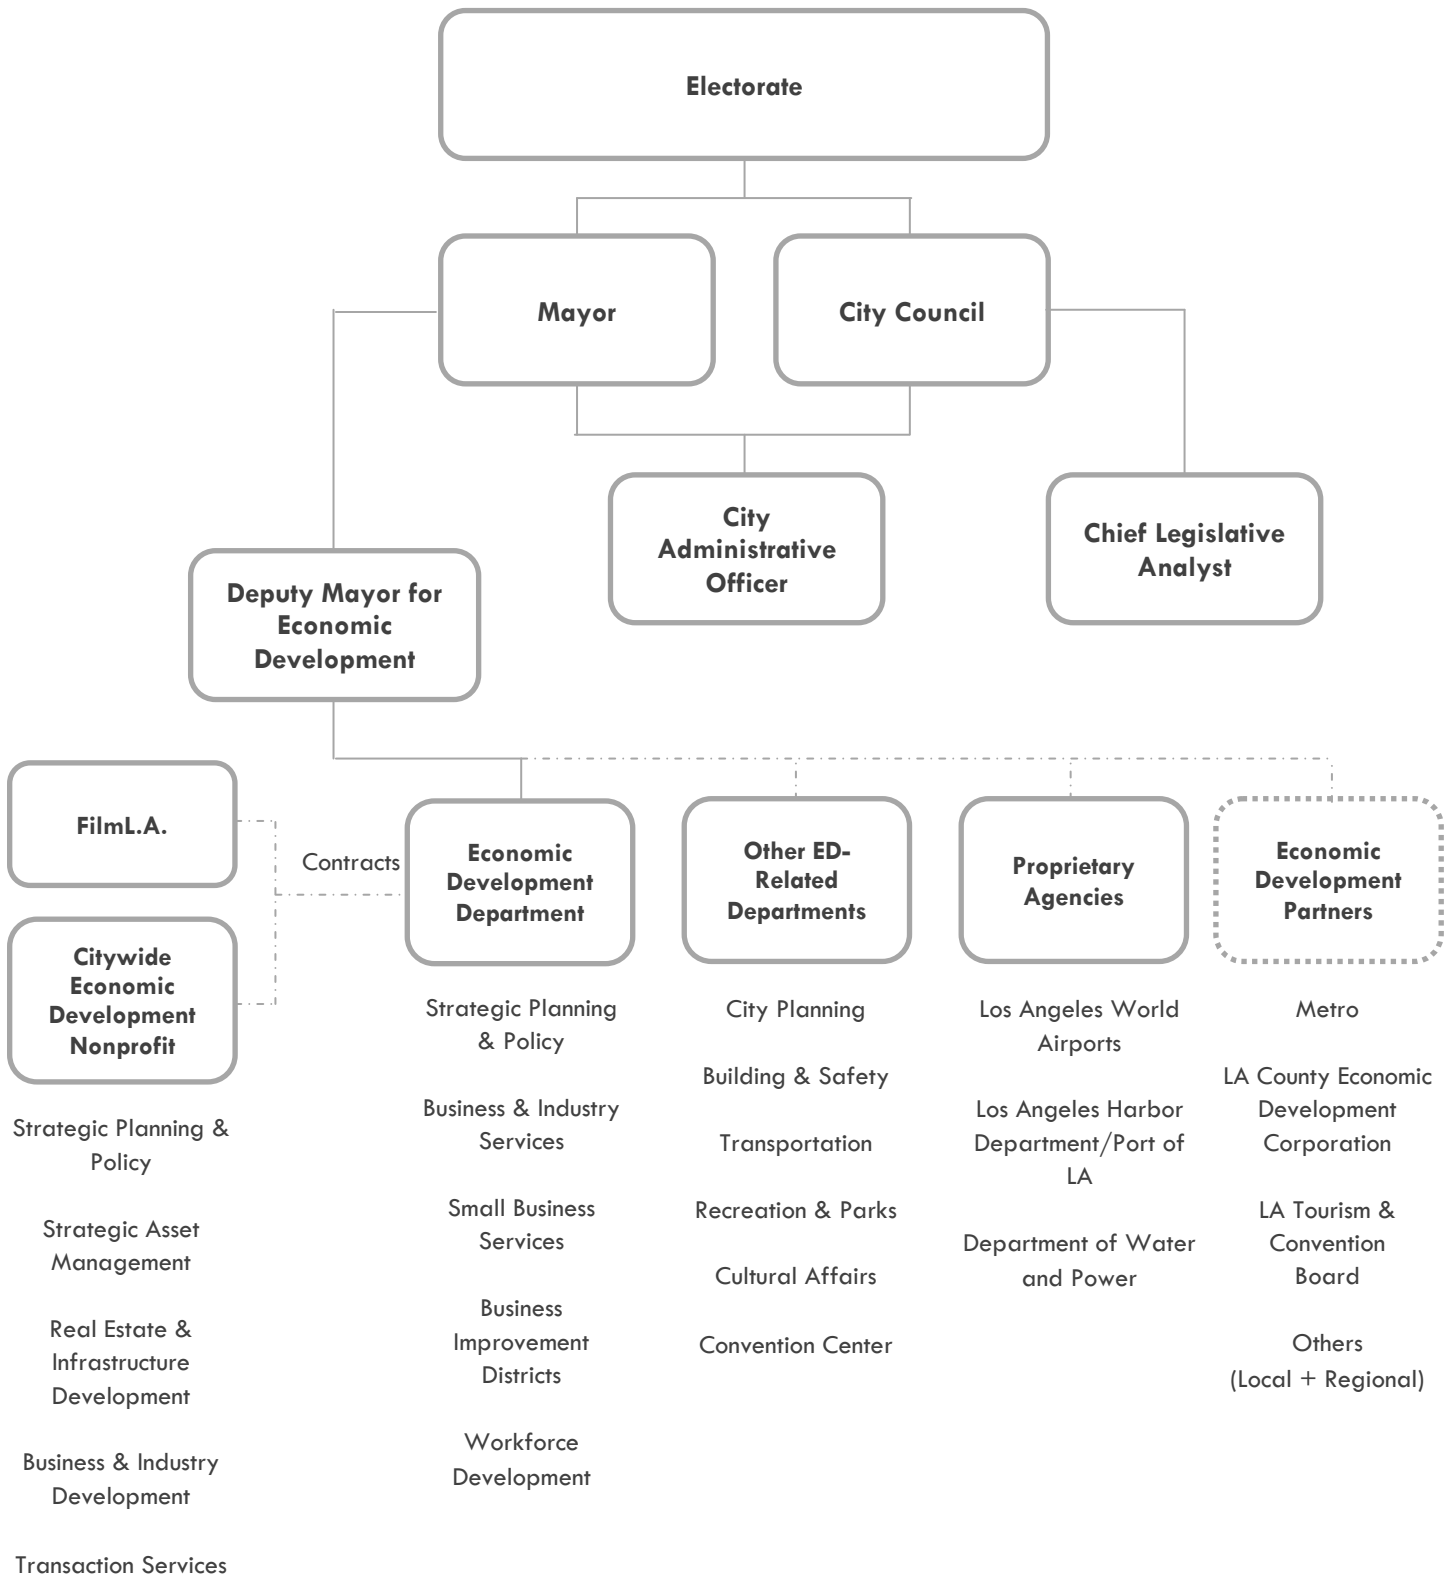 Electorate
Mayor
City Council
City
Administrative
Officer
Chief Legislative
Analyst
Deputy Mayor for
Economic
Development
FilmL.A.
Contracts
Citywide
Economic
Development
Nonprofit
Strategic Planning &
Policy
Strategic Asset
Management
Real Estate &
Infrastructure
Development
Business & Industry
Development
Transaction Services
Economic
Development
Department
Strategic Planning
& Policy
Business & Industry
Services
Small Business
Services
Business
Improvement
Districts
Workforce
Development
Other ED-
Related
Departments
City Planning
Building & Safety
Transportation
Recreation & Parks
Cultural Affairs
Convention Center
Proprietary
Agencies
Los Angeles World
Airports
Los Angeles Harbor
Department/Port of
LA
Department of Water
and Power
Economic
Development
Partners
Metro
LA County Economic
Development
Corporation
LA Tourism &
Convention
Board
Others
(Local + Regional)